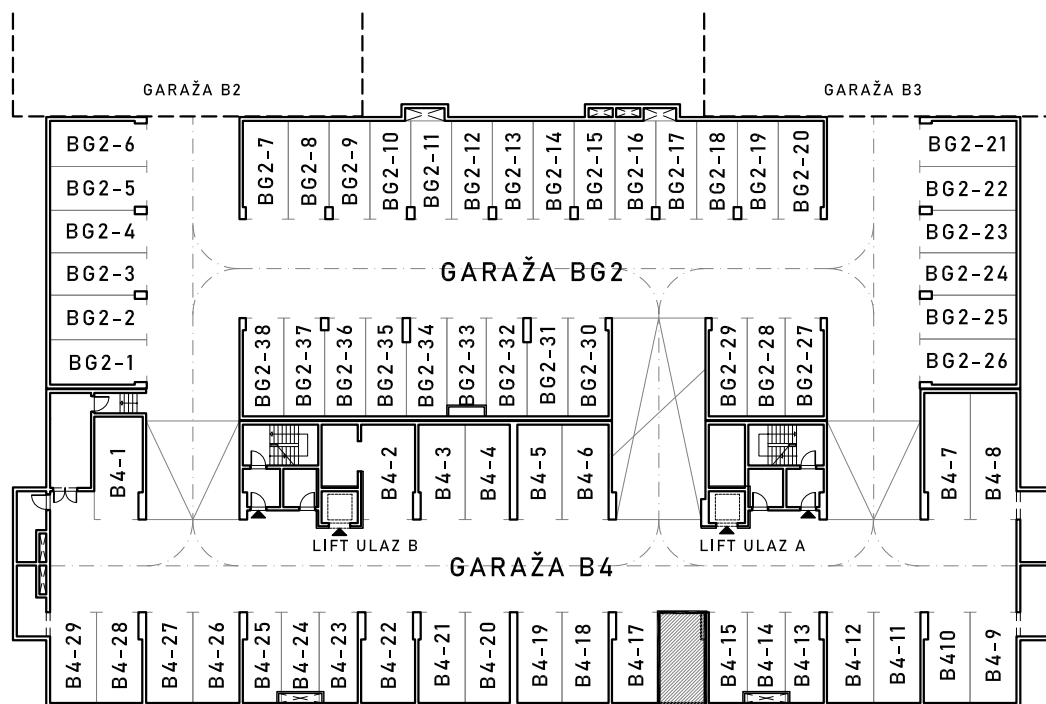 GARAŽA B2
GARAŽA B3
BG2-6
BG2-5
BG2-4
BG2-3
BG2-2
BG2-1
BG2-7
BG2-8
BG2-9
BG2-10
BG2-11
BG2-12
BG2-13
BG2-14
BG2-15
BG2-16
BG2-17
BG2-18
BG2-19
BG2-20
BG2-21
BG2-22
BG2-23
BG2-24
BG2-25
BG2-26
GARAŽA BG2
BG2-38
BG2-37
BG2-36
BG2-35
BG2-34
BG2-33
BG2-32
BG2-31
BG2-30
BG2-29
BG2-28
BG2-27
B4-1
B4-2
B4-3
B4-4
B4-5
B4-6
B4-7
B4-8
LIFT ULAZ B
LIFT ULAZ A
GARAŽA B4
B4-29
B4-28
B4-27
B4-26
B4-25
B4-24
B4-23
B4-22
B4-21
B4-20
B4-19
B4-18
B4-17
B4-15
B4-14
B4-13
B4-12
B4-11
B410
B4-9